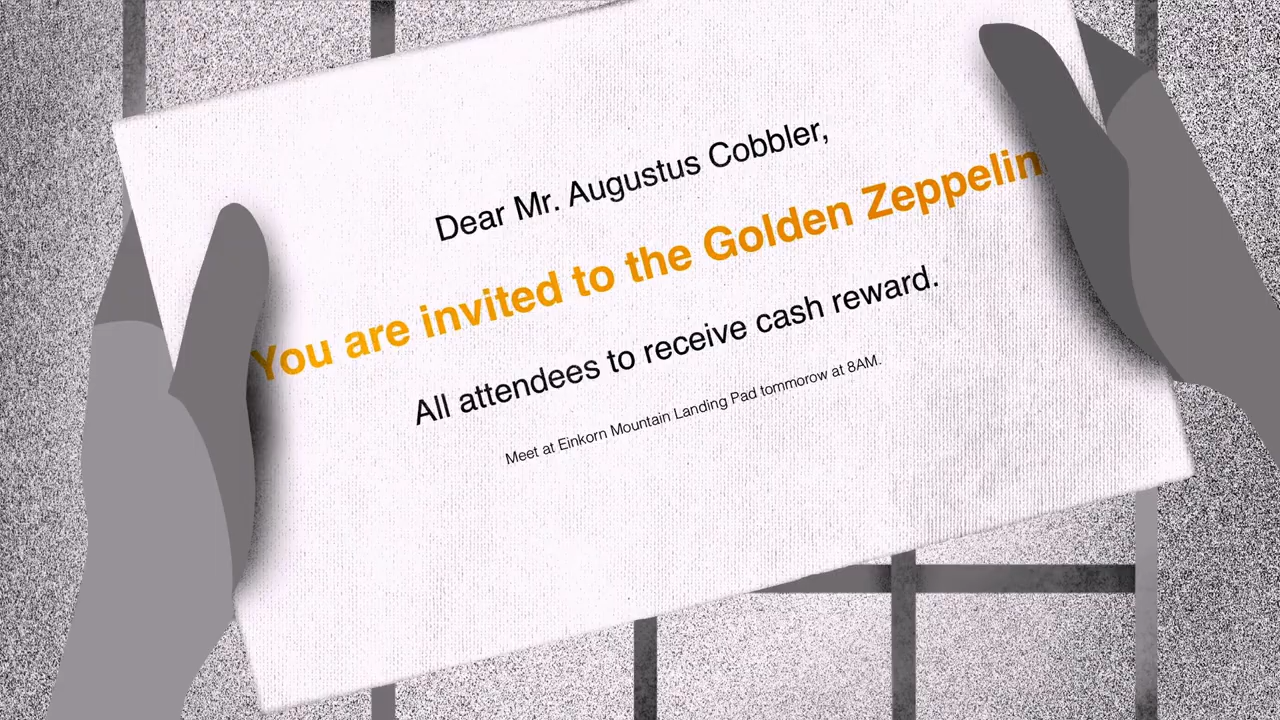 Dear Mr. Augustus Cobbler,
You are invited to the Golden Zeppelin
All attendees to receive cash reward.
Meet at Einkorn Mountain Landing Pad tommorow at 8AM.